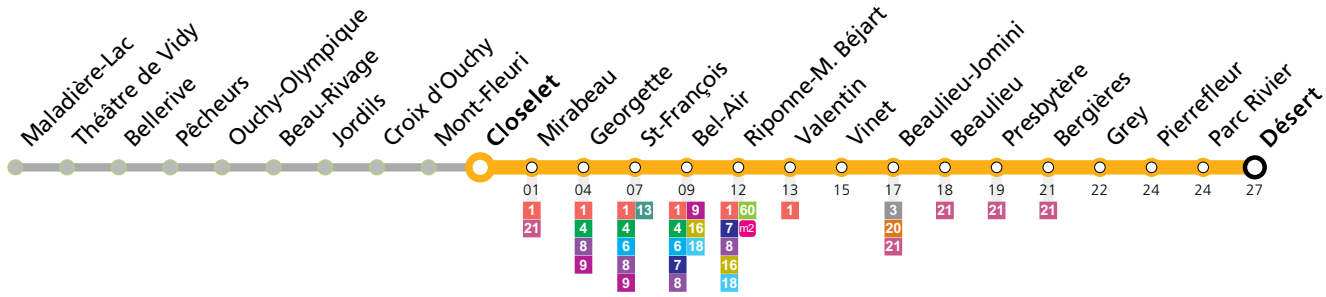 Maladière-Lac
Théâtre de Vidy
Bellerive
Pêcheurs
Ouchy-Olympique
Beau-Rivage
Jordils
Croix d'Ouchy
Mont-Fleuri
Closelet
Mirabeau
Georgette
St-François
Bel-Air
Riponne-M. Béjart
Valentin
Vinet
Beaulieu-Jomini
Beaulieu
Presbytère
Bergières
Grey
Pierrefleur
Parc Rivier
Désert
01 04 07 09 12 13 15 17 18 19 21 22 24 24 27
1 1 1 13 1 9 1 60 1 3 21 21 21
21 4 4 4 16 7 m2 20
8 6 6 18 8 21
9 8 7 16
9 8 18